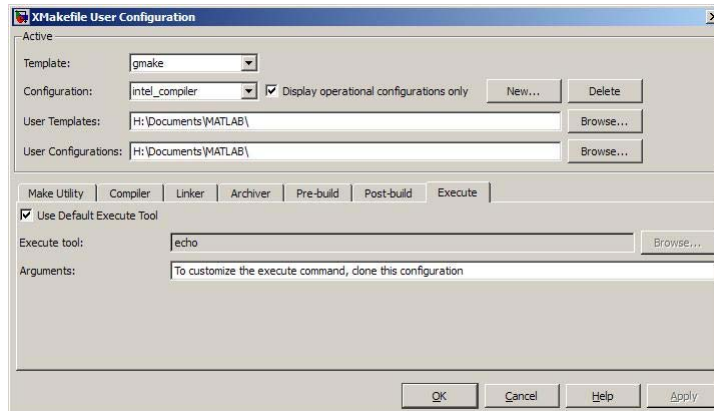 XMakefile User Configuration
Active
Template: gmake
Configuration: intel_compiler Display operational configurations only New... Delete
User Templates: H:\Documents\MATLAB\ Browse...
User Configurations: H:\Documents\MATLAB\ Browse...
Make Utility Compiler Linker Archiver Pre-build Post-build Execute
Use Default Execute Tool
Execute tool: echo Browse...
Arguments: To customize the execute command, clone this configuration
OK Cancel Help Apply